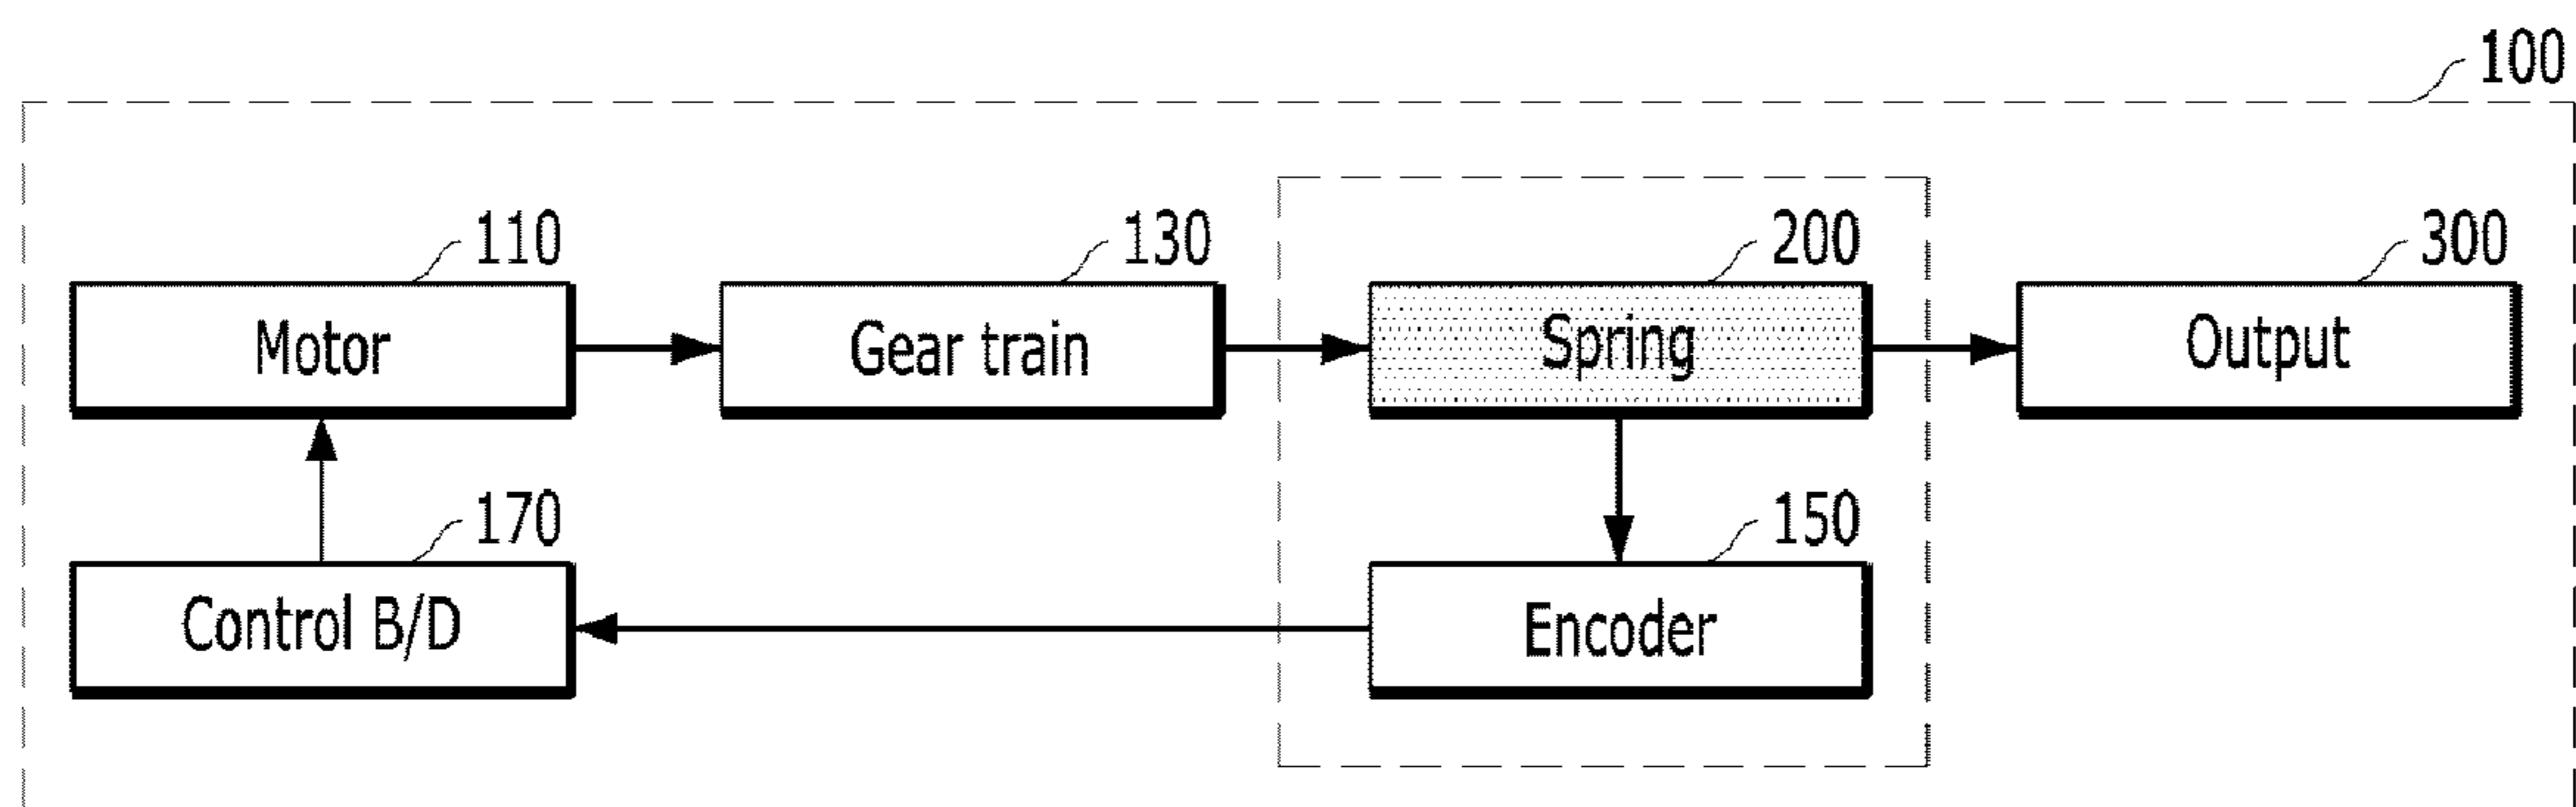 100
110
130
200
300
Motor
Gear train
Spring
Output
170
150
Control B/D
Encoder